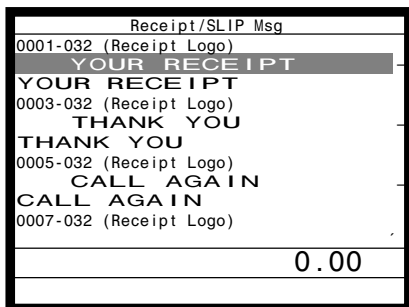 Receipt/SLIP Msg
0001-032 (Receipt Logo)
YOUR RECEIPT
YOUR RECEIPT
0003-032 (Receipt Logo)
THANK YOU
THANK YOU
0005-032 (Receipt Logo)
CALL AGAIN
CALL AGAIN
0007-032 (Receipt Logo)
0.00